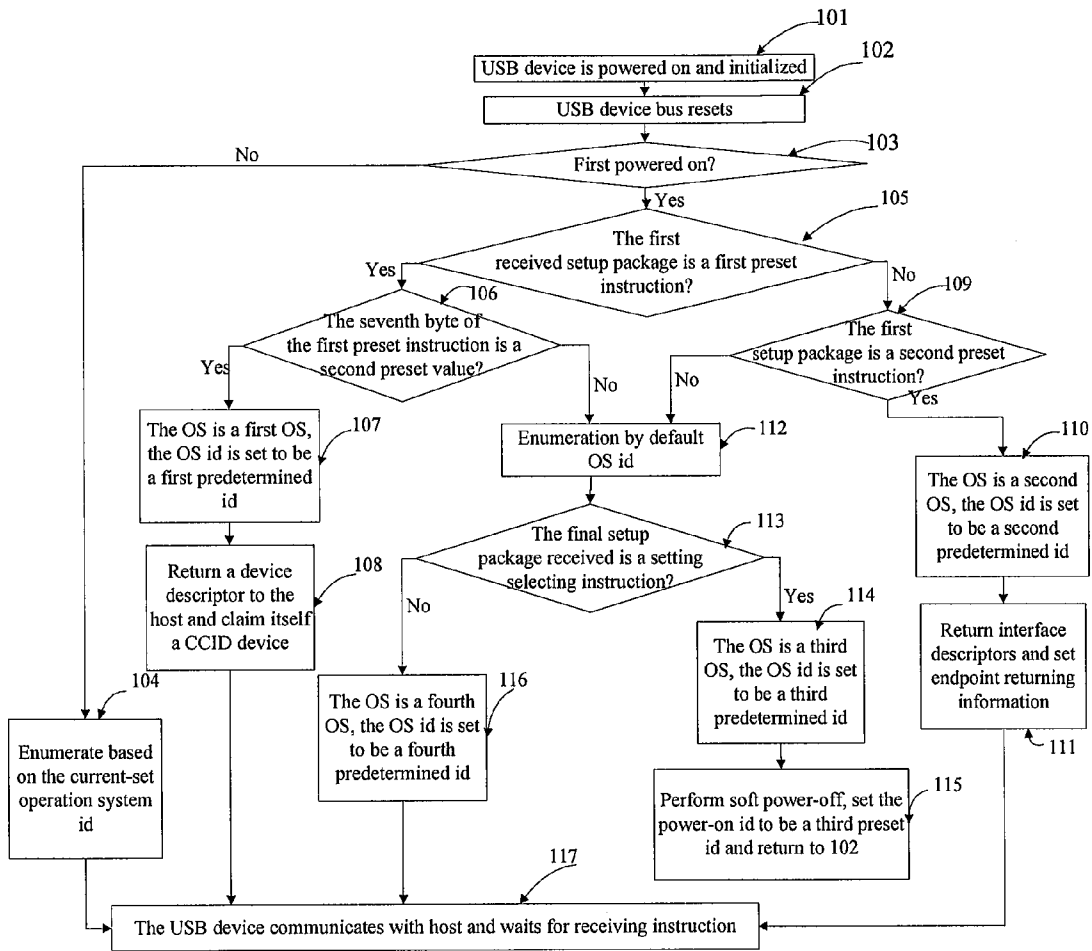 101
USB device is powered on and initialized
102
USB device bus resets
103
First powered on?
No
Yes
105
The first
received setup package is a first preset
instruction?
Yes
No
106
The seventh byte of
the first preset instruction is a
second preset value?
Yes
No
109
The first
setup package is a second preset
instruction?
No
Yes
107
The OS is a first OS,
the OS id is set to be
a first predetermined
id
112
Enumeration by default
OS id
110
The OS is a second
OS, the OS id is set
to be a second
predetermined id
113
The final setup
package received is a setting
selecting instruction?
No
Yes
108
Return a device
descriptor to the
host and claim itself
a CCID device
114
The OS is a third
OS, the OS id is set
to be a third
predetermined id
Return interface
descriptors and set
endpoint returning
information
111
104
Enumerate based
on the current-set
operation system
id
116
The OS is a fourth
OS, the OS id is set
to be a fourth
predetermined id
115
Perform soft power-off, set the
power-on id to be a third preset
id and return to 102
117
The USB device communicates with host and waits for receiving instruction